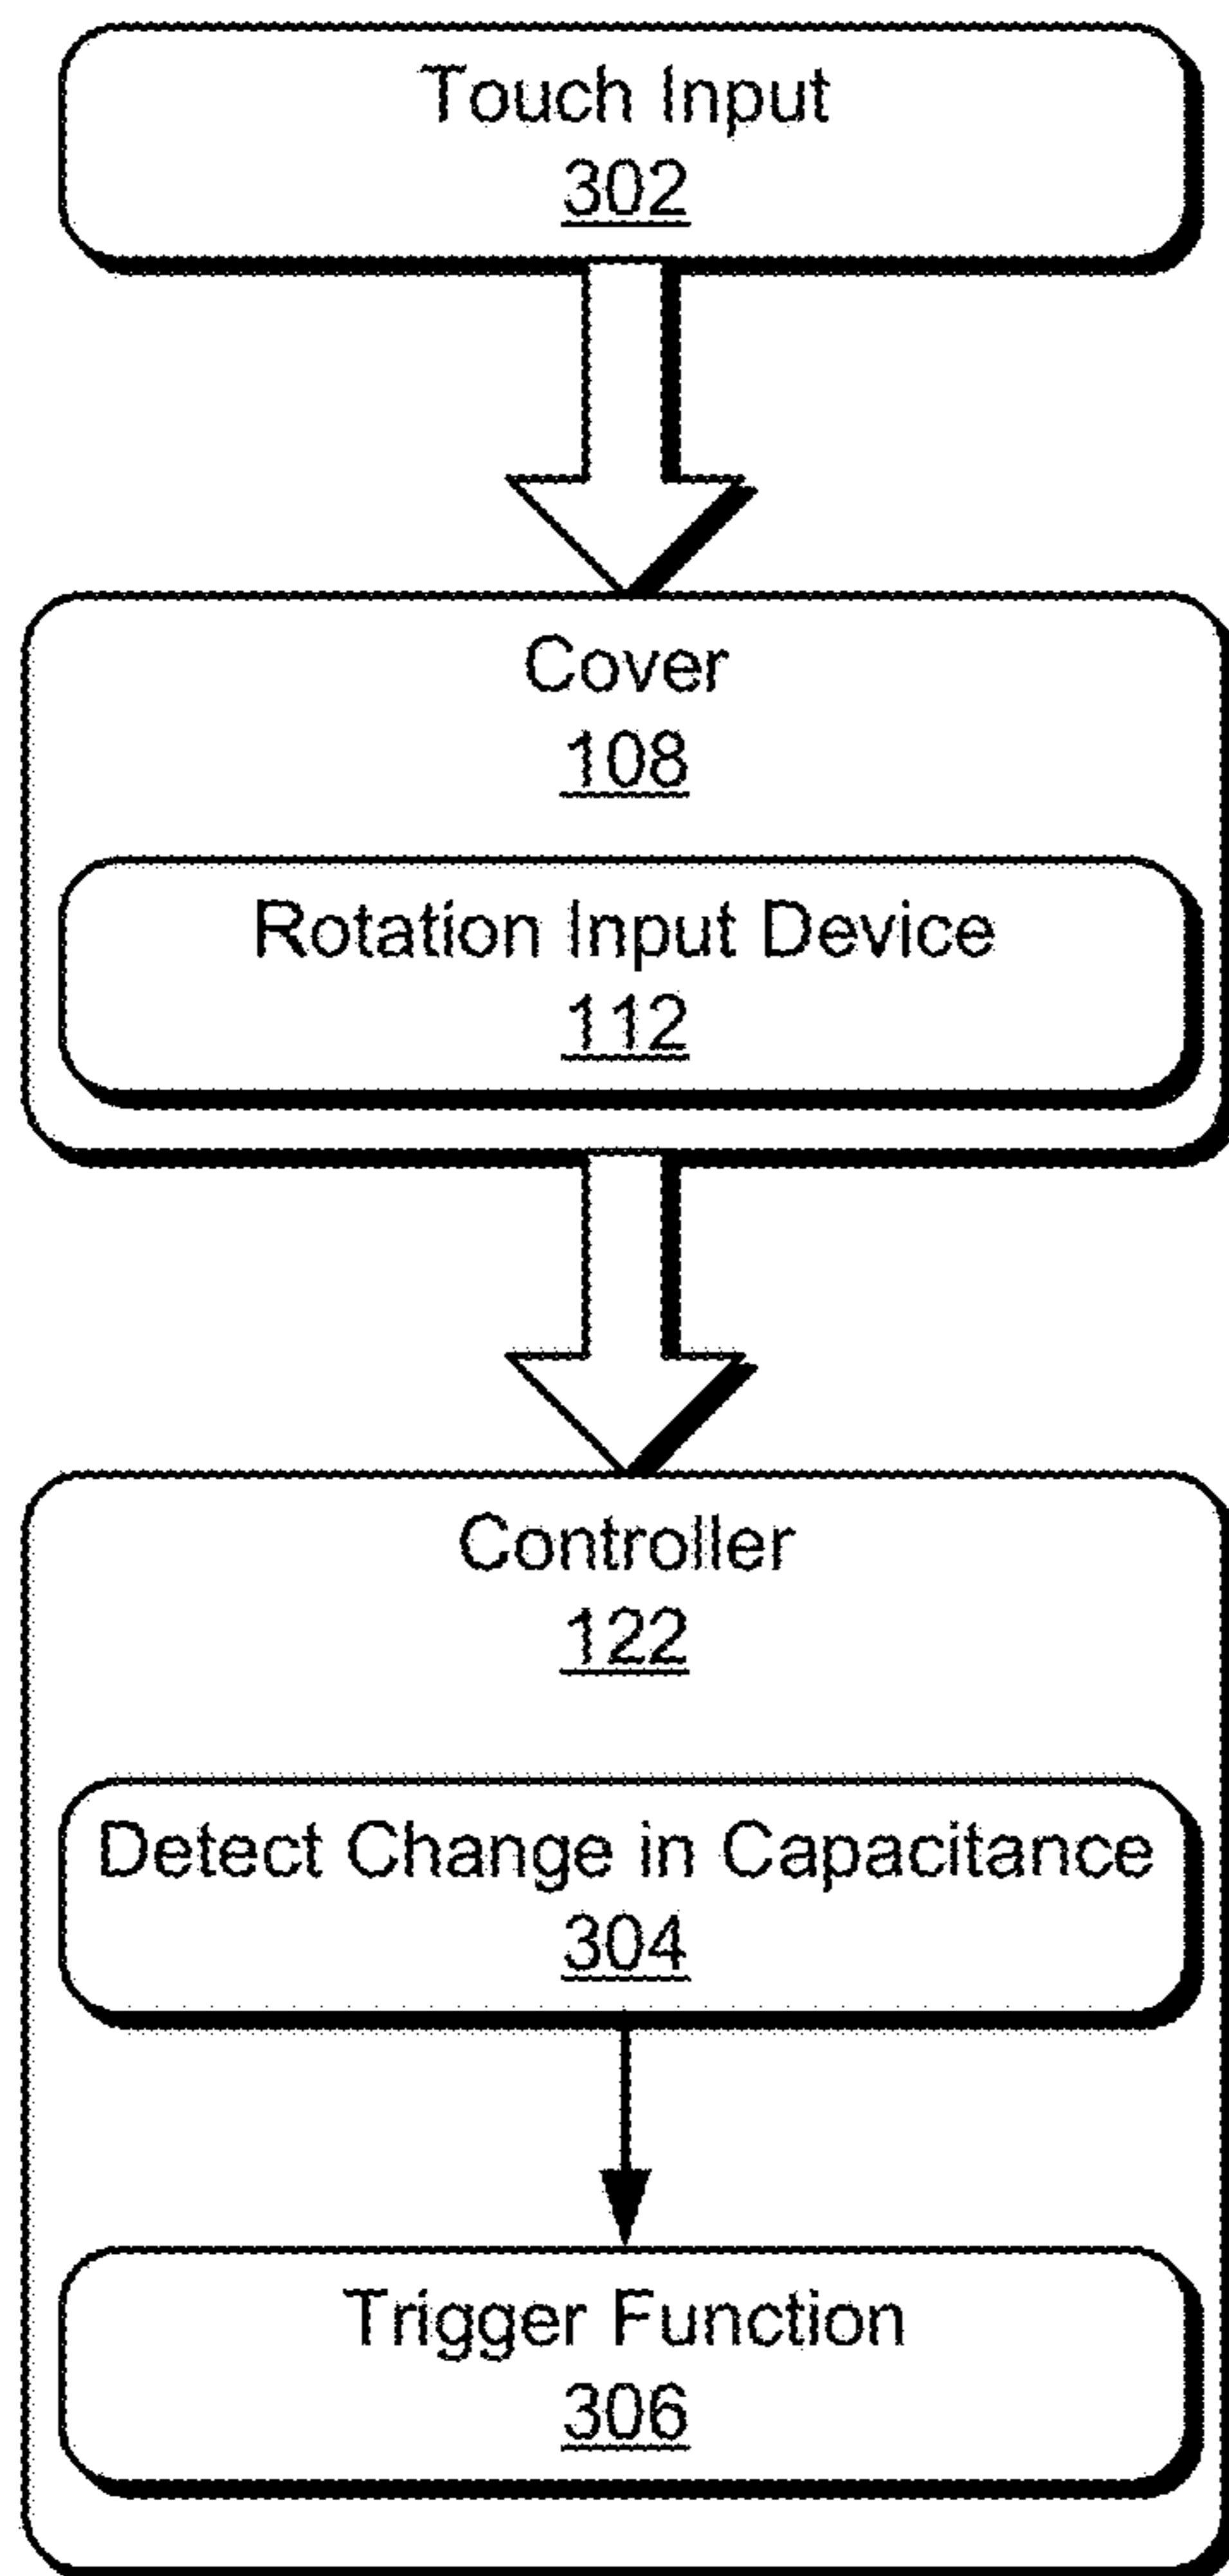 Touch Input
302
Cover
108
Rotation Input Device
112
Controller
122
Detect Change in Capacitance
304
Trigger Function
306